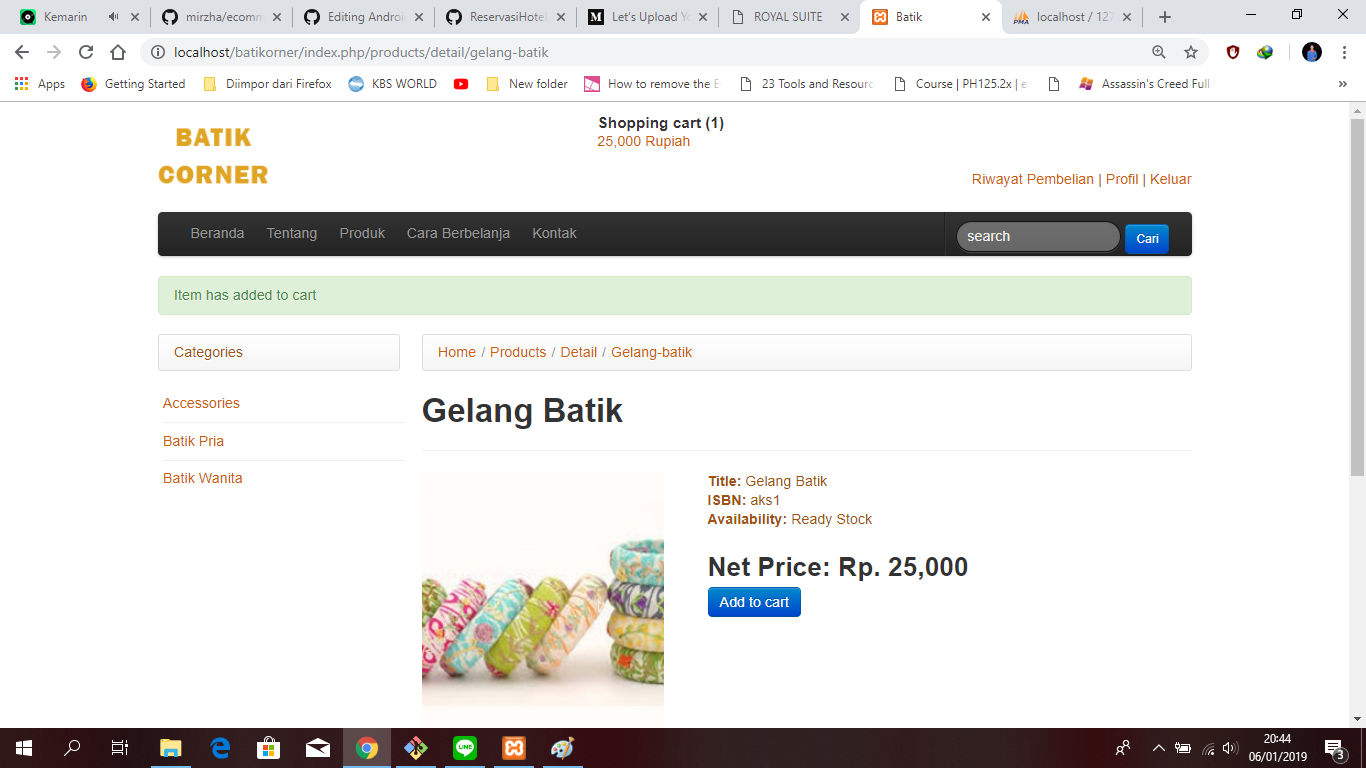 Kemarin
mirzha/ecomm
Editing Androi
ReservasiHotel
Let's Upload Yo
ROYAL SUITE
Batik
localhost / 127
localhost/batikorner/index.php/products/detail/gelang-batik
Apps
Getting Started
Diimpor dari Firefox
KBS WORLD
New folder
How to remove the E
23 Tools and Resourc
Course | PH125.2x | e
Assassin's Creed Full
BATIK
CORNER
Shopping cart (1)
25,000 Rupiah
Riwayat Pembelian | Profil | Keluar
Beranda Tentang Produk Cara Berbelanja Kontak
search
Cari
Item has added to cart
Categories
Home / Products / Detail / Gelang-batik
Accessories
Batik Pria
Batik Wanita
Gelang Batik
Title: Gelang Batik
ISBN: aks1
Availability: Ready Stock
Net Price: Rp. 25,000
Add to cart
LINE
20:44
06/01/2019
3